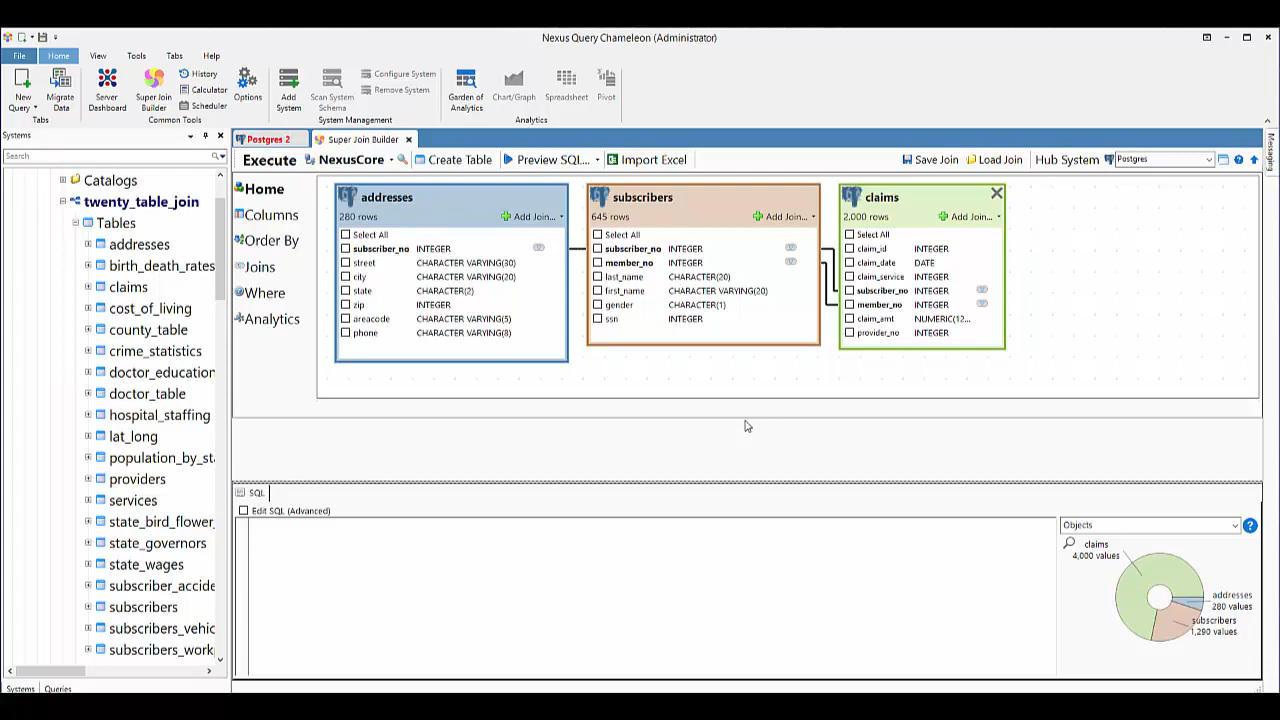 Nexus Query Chameleon (Administrator)
File Home View Tools Tabs Help
New Query
Migrate Data
Tabs
Server Dashboard
Super Join Builder
History
Calculator
Scheduler
Options
Common Tools
Add System
Scan System Schema
Configure System
Remove System
System Management
Garden of Analytics
Chart/Graph
Spreadsheet
Pivot
Analytics
Systems
Search
Catalogs
twenty_table_join
Tables
addresses
birth_death_rates
claims
cost_of_living
county_table
crime_statistics
doctor_education
doctor_table
hospital_staffing
lat_long
population_by_sta
providers
services
state_bird_flower_
state_governors
state_wages
subscriber_accide
subscribers
subscribers_vehic
subscribers_work
Systems Queries
Postgres 2
Super Join Builder
Execute NexusCore Create Table Preview SQL... Import Excel Save Join Load Join Hub System Postgres
Messaging
Home
Columns
Order By
Joins
Where
Analytics
addresses
280 rows Add Join...
Select All
subscriber_no INTEGER
street CHARACTER VARYING(30)
city CHARACTER VARYING(20)
state CHARACTER(2)
zip INTEGER
areacode CHARACTER VARYING(5)
phone CHARACTER VARYING(8)
subscribers
645 rows Add Join...
Select All
subscriber_no INTEGER
member_no INTEGER
last_name CHARACTER(20)
first_name CHARACTER VARYING(20)
gender CHARACTER(1)
ssn INTEGER
claims
2,000 rows Add Join...
Select All
claim_id INTEGER
claim_date DATE
claim_service INTEGER
subscriber_no INTEGER
member_no INTEGER
claim_amt NUMERIC(12...
provider_no INTEGER
SQL
Edit SQL (Advanced)
Objects
claims
4,000 values
addresses
280 values
subscribers
1,290 values